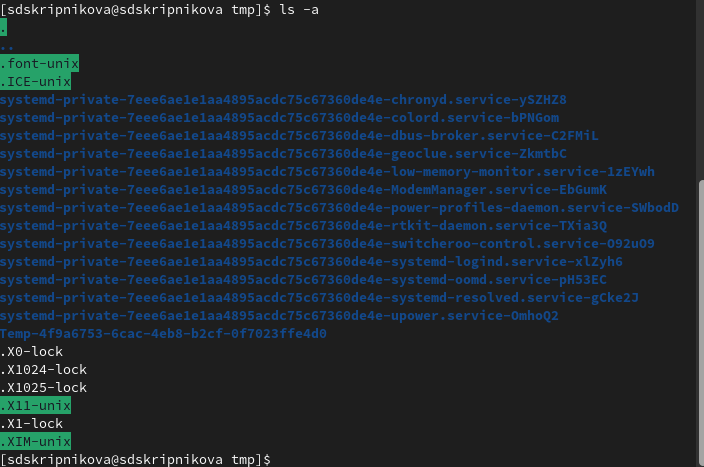 [sdskripnikova@sdskripnikova tmp]$ ls -a
.
..
.font-unix
.ICE-unix
systemd-private-7eee6ae1e1aa4895acdc75c67360de4e-chronyd.service-ySZHZ8
systemd-private-7eee6ae1e1aa4895acdc75c67360de4e-colord.service-bPNGom
systemd-private-7eee6ae1e1aa4895acdc75c67360de4e-dbus-broker.service-C2FMiL
systemd-private-7eee6ae1e1aa4895acdc75c67360de4e-geoclue.service-ZkmtbC
systemd-private-7eee6ae1e1aa4895acdc75c67360de4e-low-memory-monitor.service-1zEYwh
systemd-private-7eee6ae1e1aa4895acdc75c67360de4e-ModemManager.service-EbGumK
systemd-private-7eee6ae1e1aa4895acdc75c67360de4e-power-profiles-daemon.service-SWbodD
systemd-private-7eee6ae1e1aa4895acdc75c67360de4e-rtkit-daemon.service-TXia3Q
systemd-private-7eee6ae1e1aa4895acdc75c67360de4e-switcheroo-control.service-O92uO9
systemd-private-7eee6ae1e1aa4895acdc75c67360de4e-systemd-logind.service-xlZyh6
systemd-private-7eee6ae1e1aa4895acdc75c67360de4e-systemd-oomd.service-pH53EC
systemd-private-7eee6ae1e1aa4895acdc75c67360de4e-systemd-resolved.service-gCke2J
systemd-private-7eee6ae1e1aa4895acdc75c67360de4e-upower.service-OmhoQ2
Temp-4f9a6753-6cac-4eb8-b2cf-0f7023ffe4d0
.X0-lock
.X1024-lock
.X1025-lock
.X11-unix
.X1-lock
.XIM-unix
[sdskripnikova@sdskripnikova tmp]$